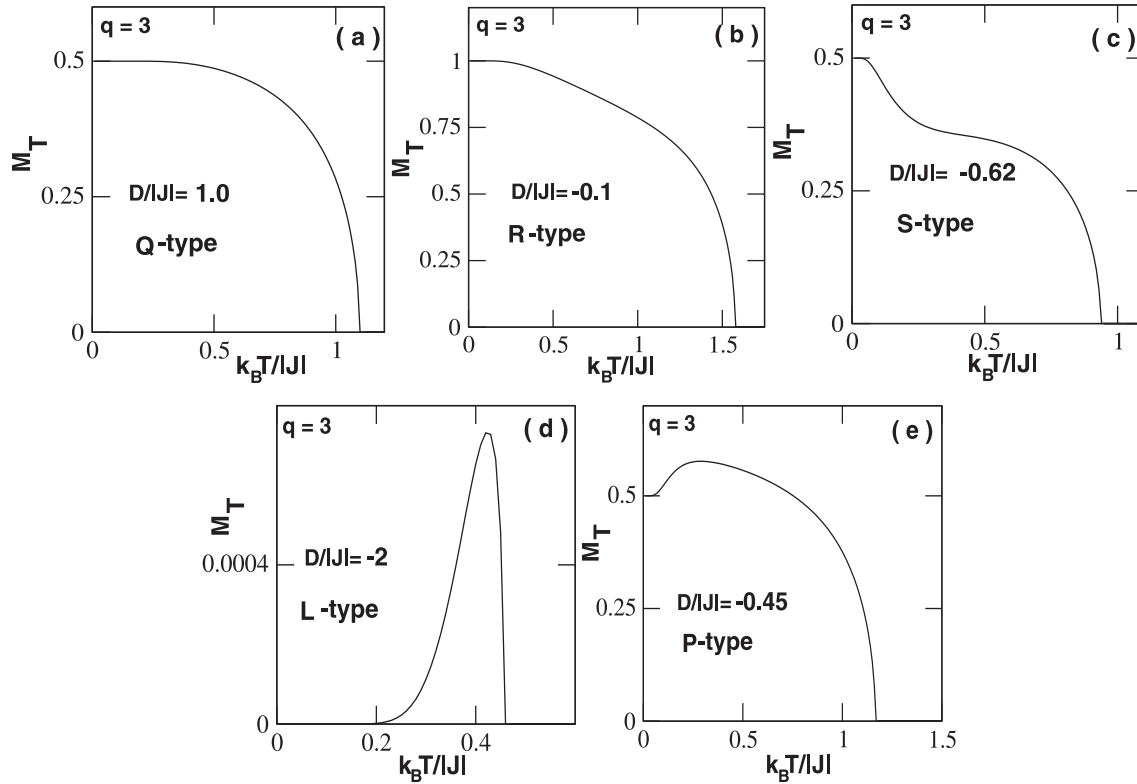 q = 3
( a )
0.5
0.25
0
M_T
D/|J|= 1.0
Q-type
0
0.5
1
k_BT/|J|
q = 3
( b )
1
0.75
0.5
0.25
0
M_T
D/|J|= -0.1
R-type
0
0.5
1
1.5
k_BT/|J|
q = 3
( c )
0.5
0.25
0
M_T
D/|J|= -0.62
S-type
0
0.5
1
k_BT/|J|
q = 3
( d )
0.0004
0
M_T
D/|J|= -2
L-type
0
0.2
0.4
k_BT/|J|
q = 3
( e )
0.5
0.25
0
M_T
D/|J|= -0.45
P-type
0
0.5
1
1.5
k_BT/|J|